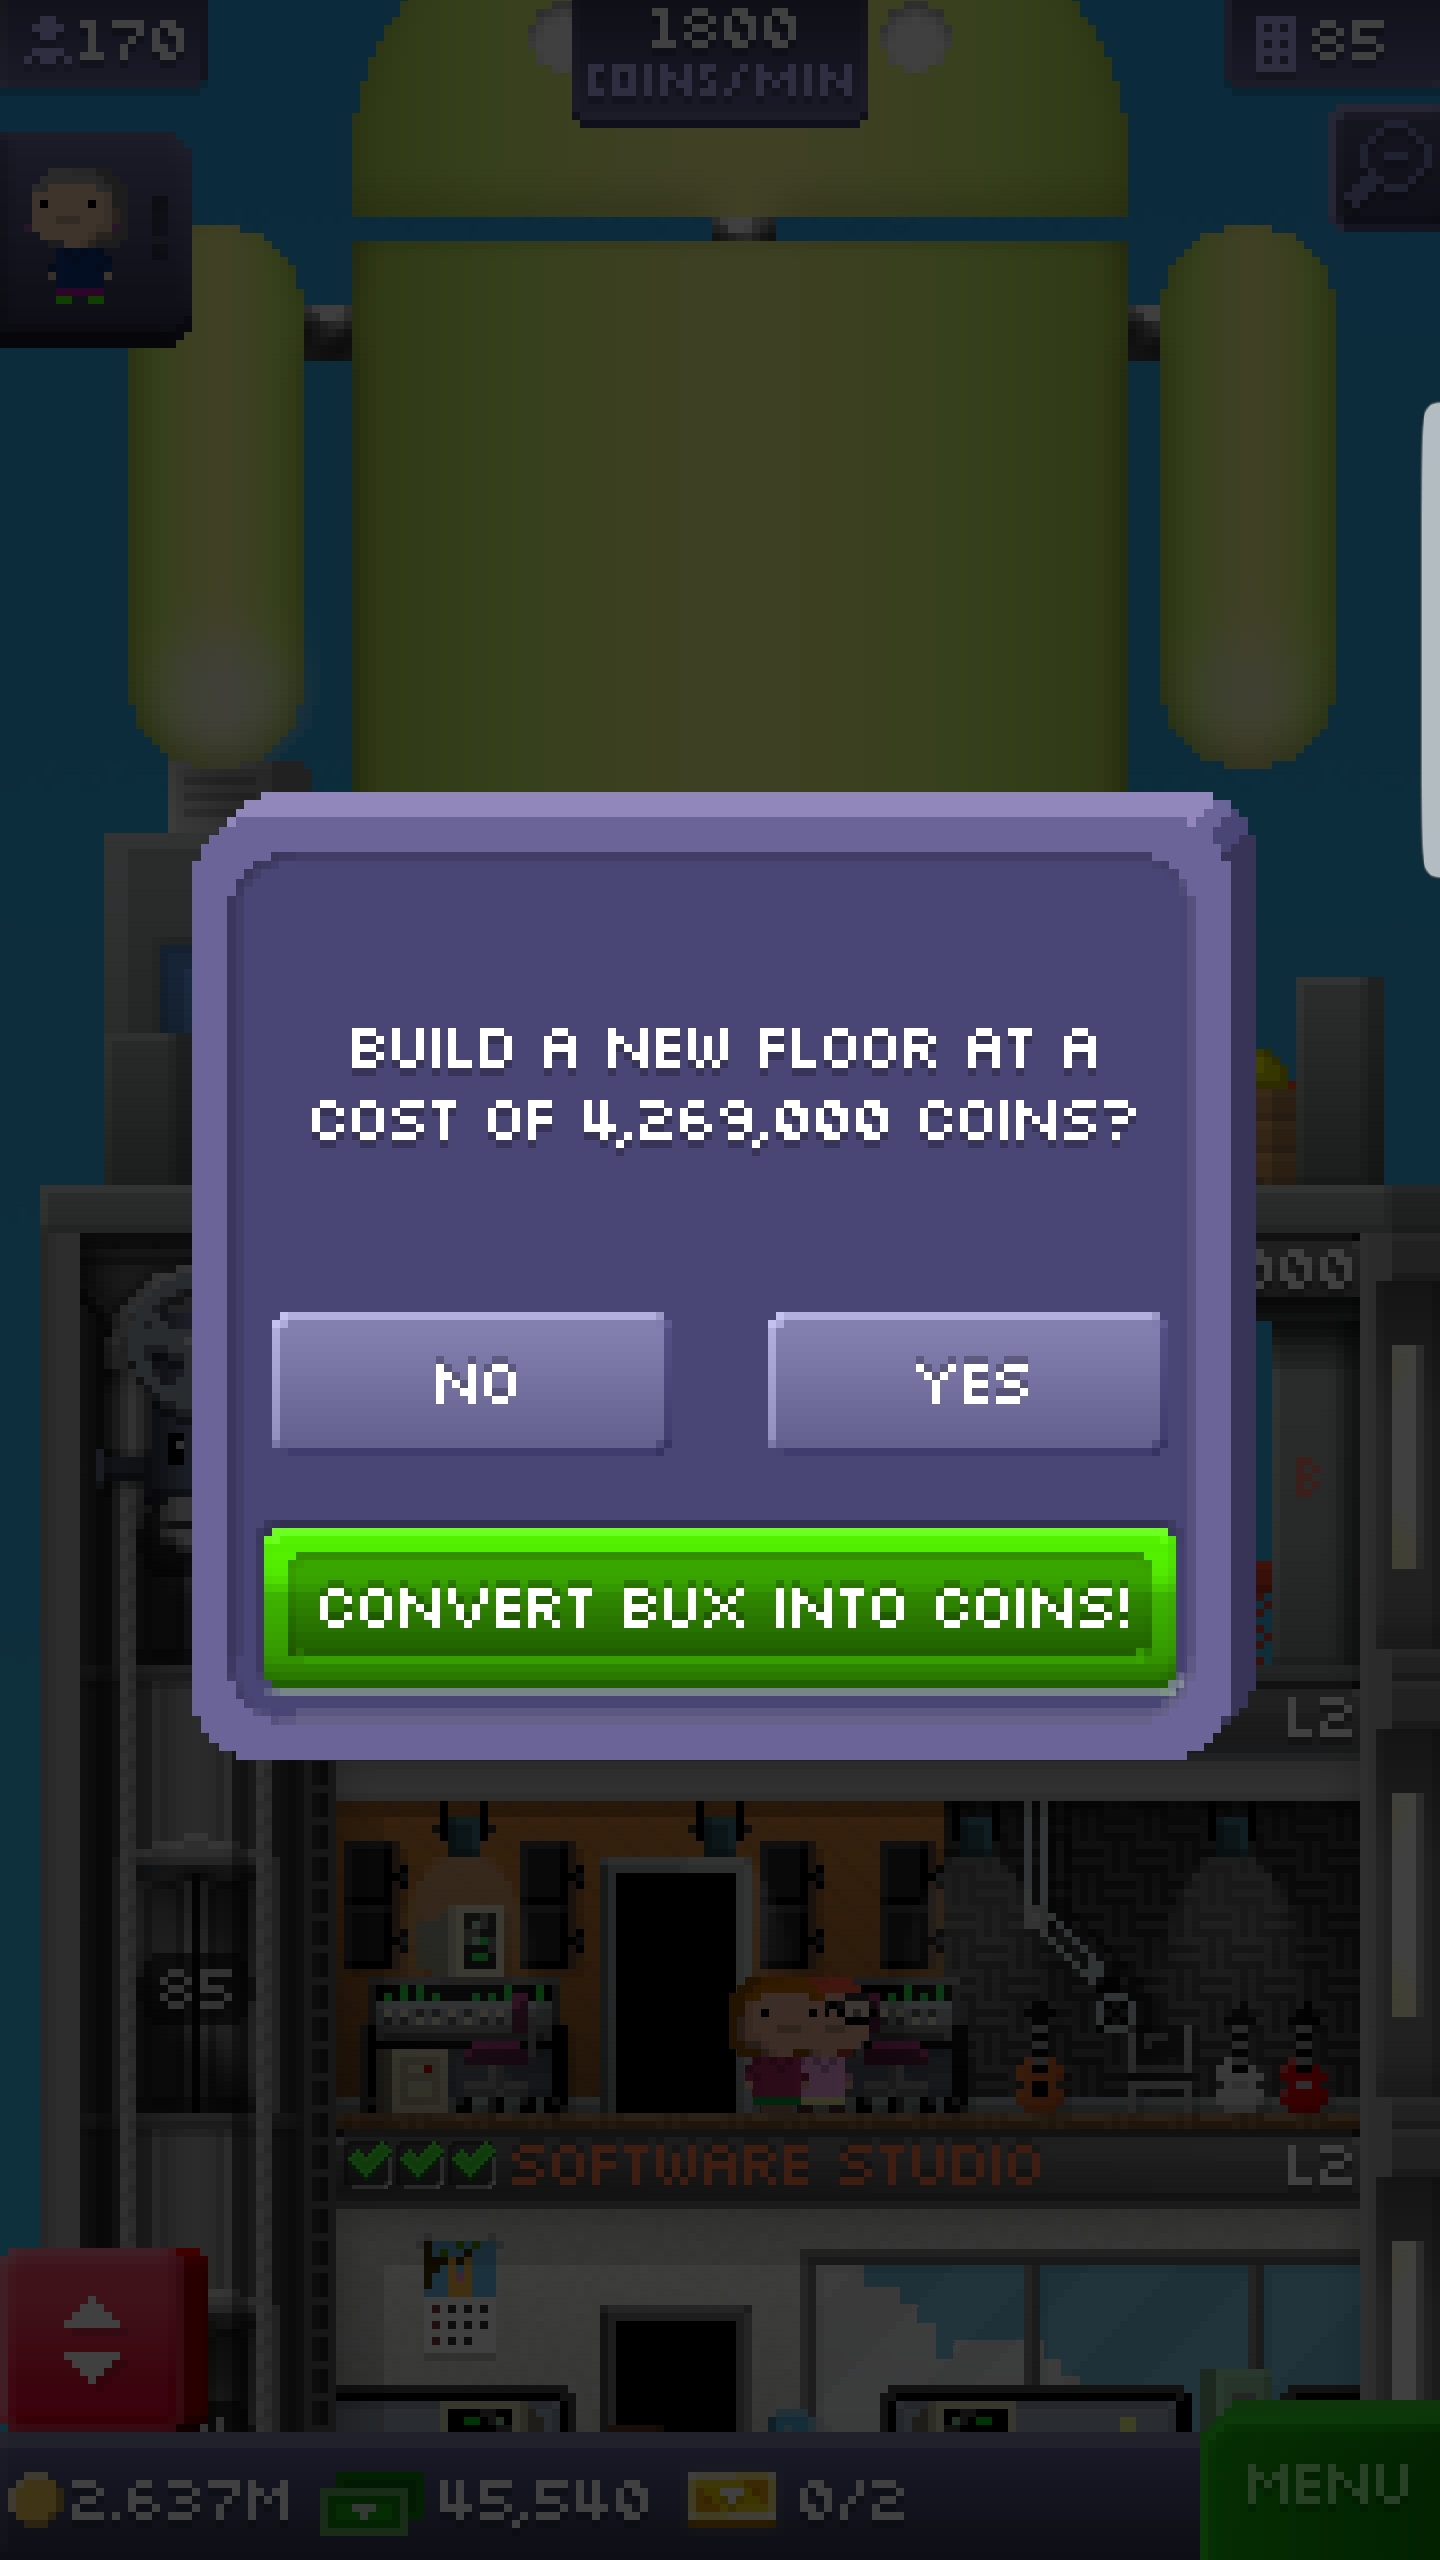 170
1800
COINS/MIN
85
BUILD A NEW FLOOR AT A
COST OF 4,269,000 COINS?
000
NO
YES
B
CONVERT BUX INTO COINS!
L2
85
SOFTWARE STUDIO
L2
2.637M
45,540
0/2
MENU